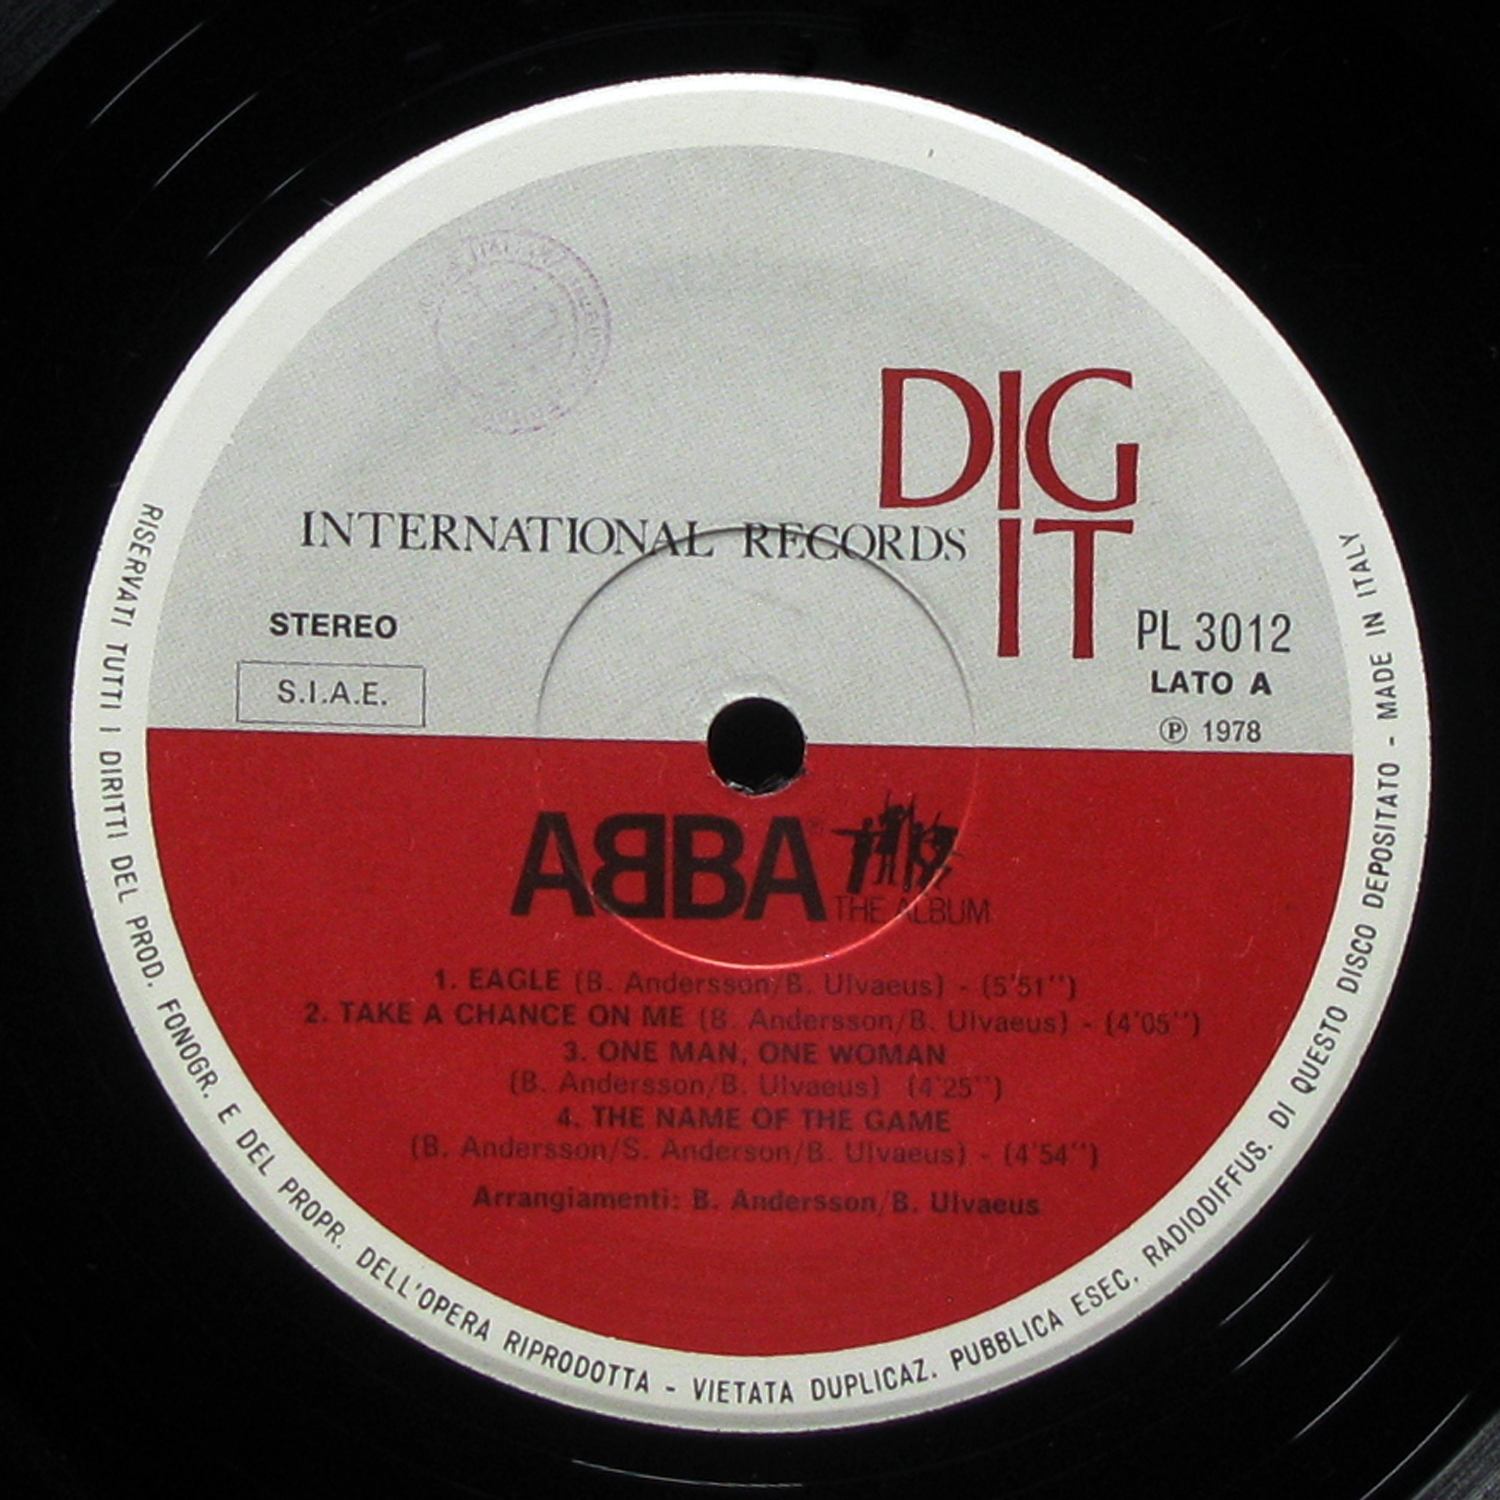 DIG
IT
INTERNATIONAL RECORDS
STEREO
S.I.A.E.
PL 3012
LATO A
℗ 1978
ABBA
THE ALBUM
1. EAGLE (B. Andersson/B. Ulvaeus) - (5'51'')
2. TAKE A CHANCE ON ME (B. Andersson/B. Ulvaeus) - (4'05'')
3. ONE MAN, ONE WOMAN
(B. Andersson/B. Ulvaeus) (4'25'')
4. THE NAME OF THE GAME
(B. Andersson/S. Anderson/B. Ulvaeus) - (4'54'')
Arrangiamenti: B. Andersson/B. Ulvaeus
RISERVATI TUTTI I DIRITTI DEL PROD. FONOGR. E DEL PROPR. DELL'OPERA RIPRODOTTA - VIETATA DUPLICAZ. PUBBLICA ESEC. RADIODIFFUS. DI QUESTO DISCO DEPOSITATO - MADE IN ITALY